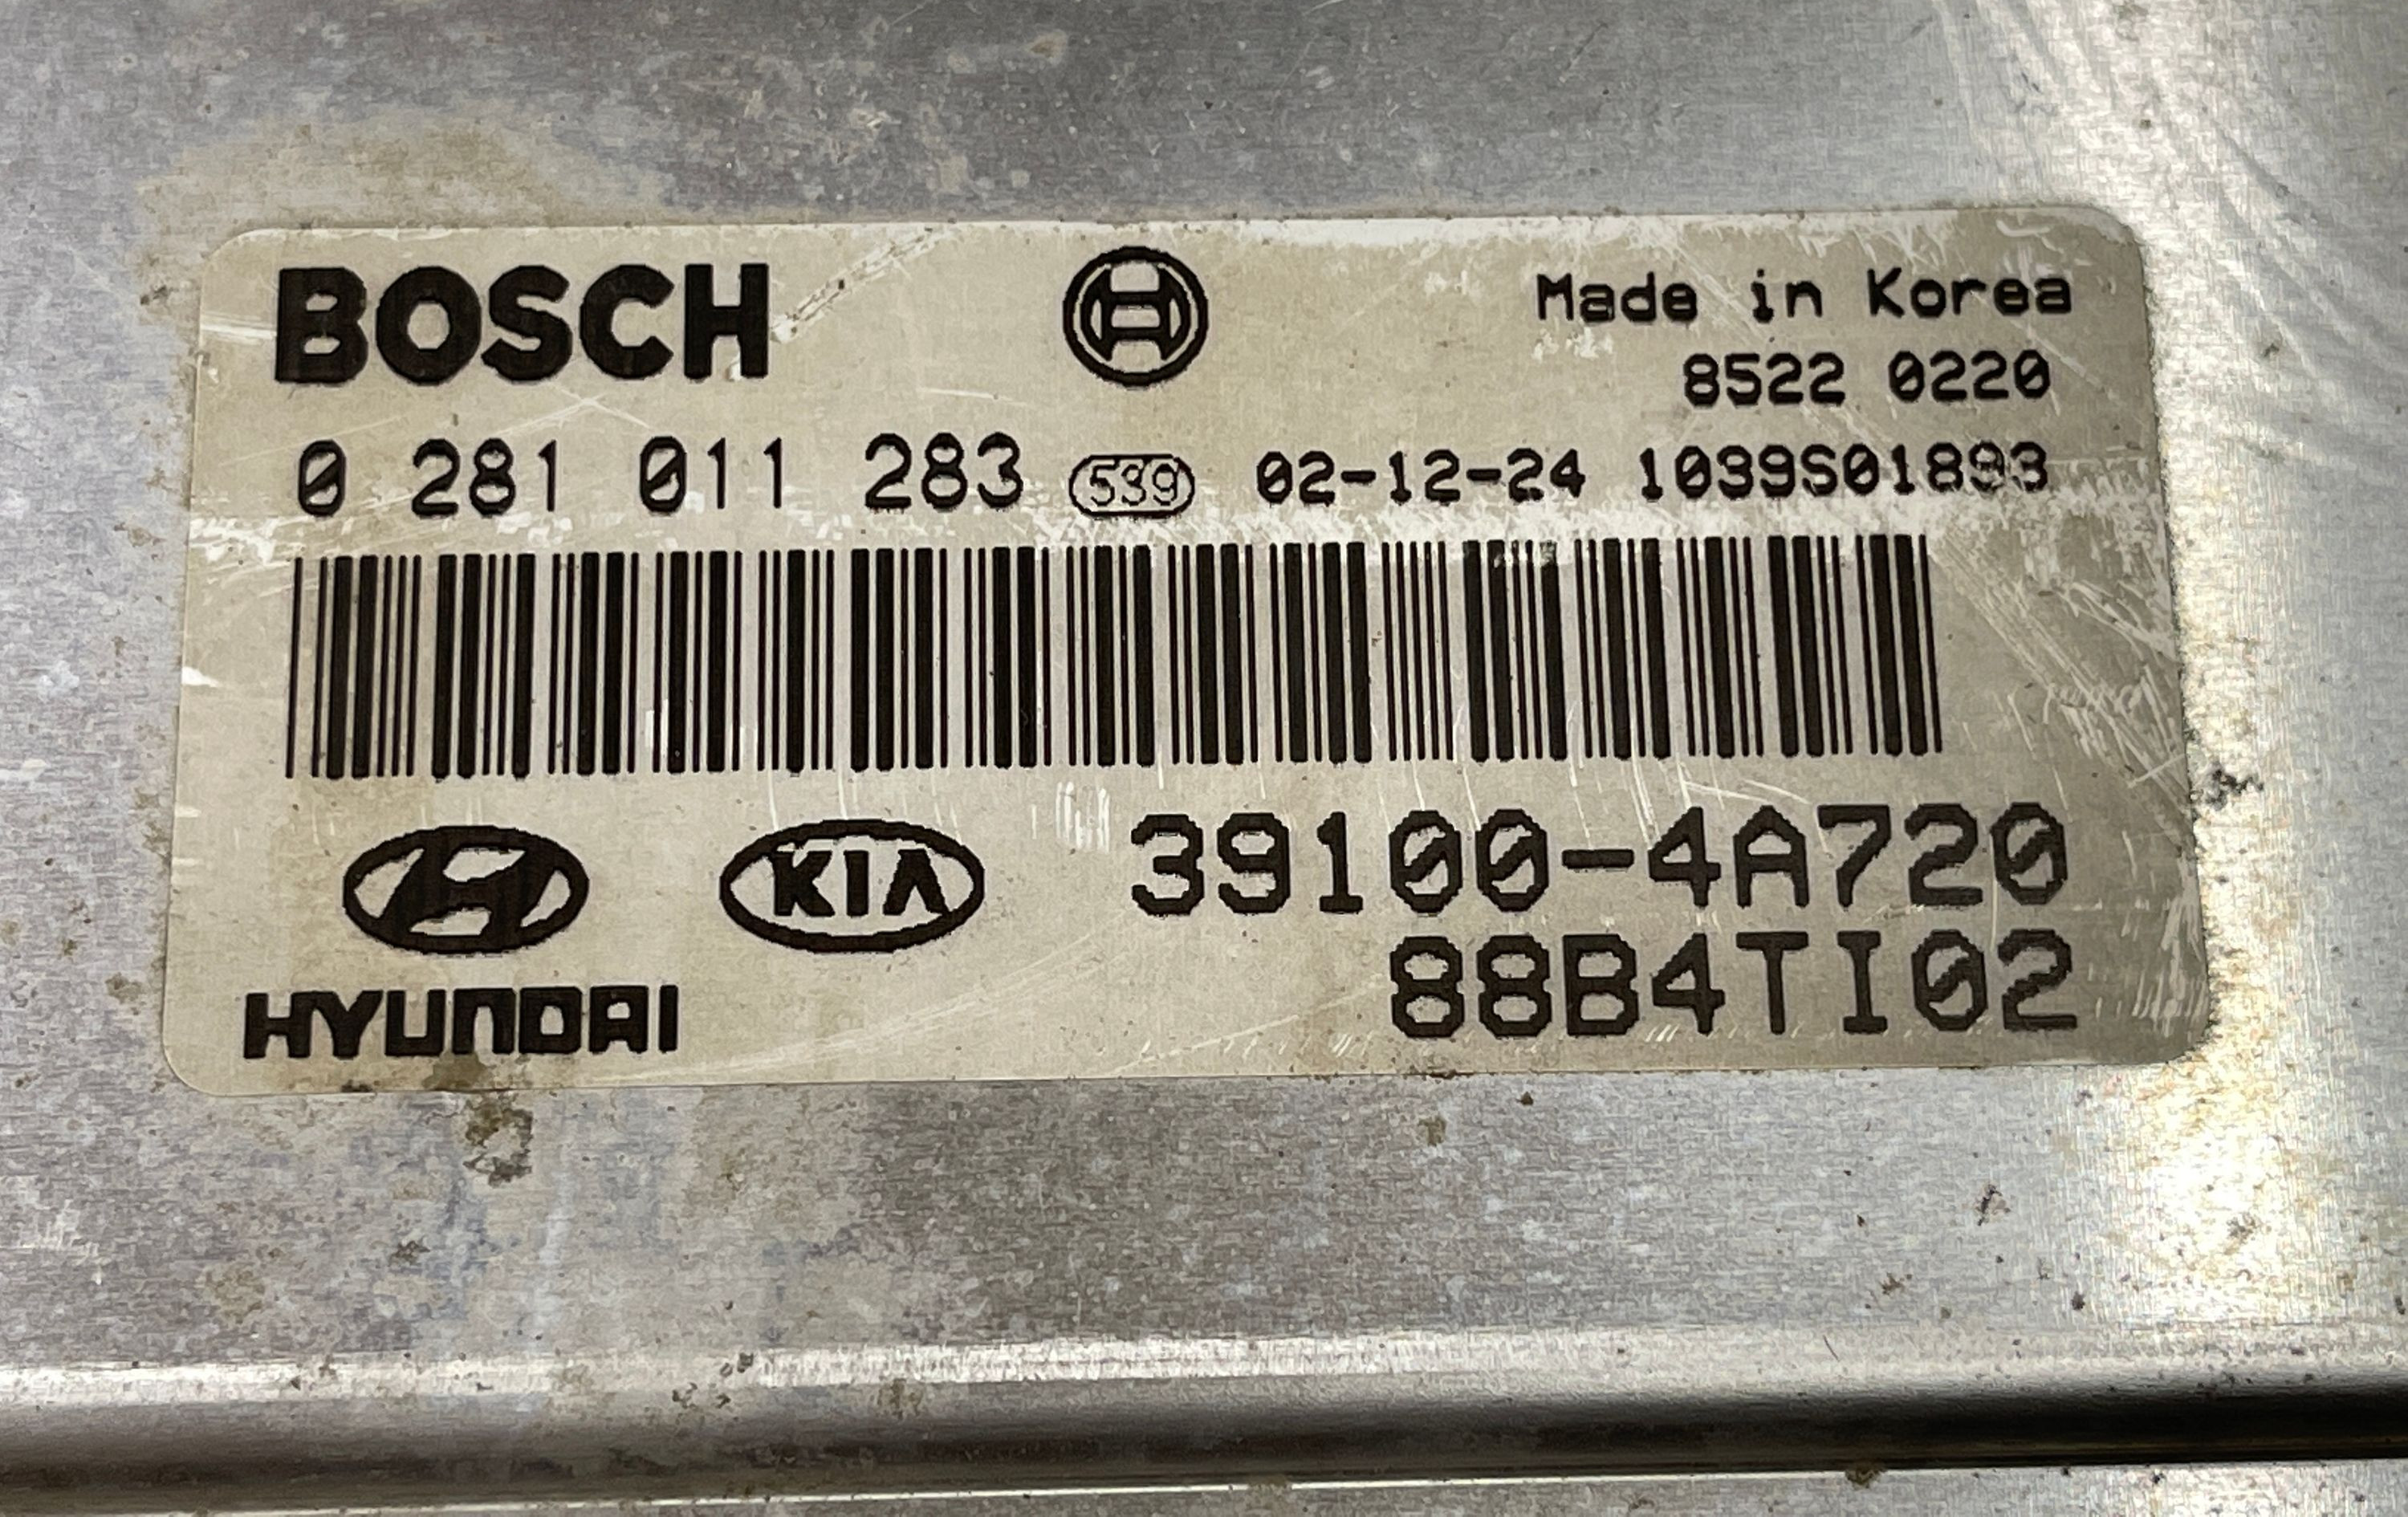 BOSCH
Made in Korea
8522 0220
0 281 011 283 539 02-12-24 1039S01893
KIA 39100-4A720
88B4TI02
HYUNDAI